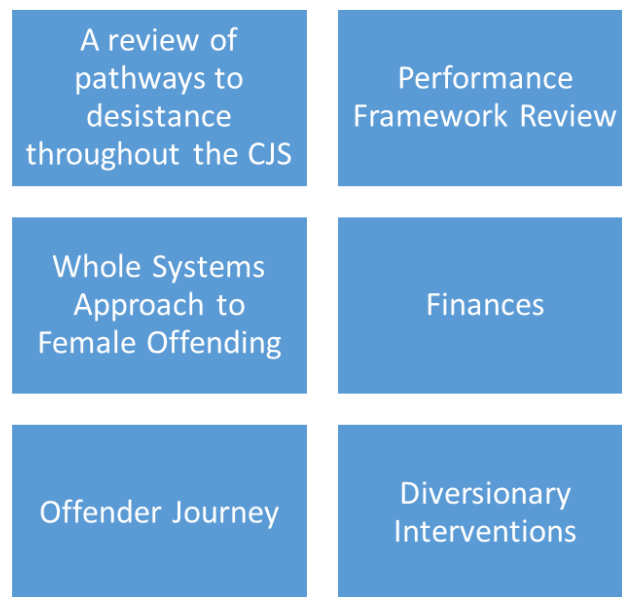 A review of
pathways to
desistance
throughout the CJS
Performance
Framework Review
Whole Systems
Approach to
Female Offending
Finances
Offender Journey
Diversionary
Interventions